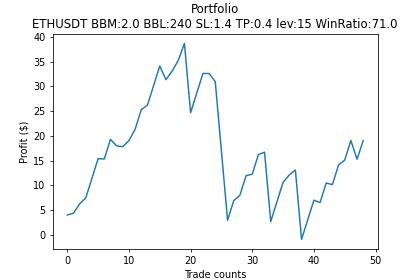 Portfolio
ETHUSDT BBM:2.0 BBL:240 SL:1.4 TP:0.4 lev:15 WinRatio:71.0
Profit ($)
40
35
30
25
20
15
10
5
0
0 10 20 30 40 50
Trade counts